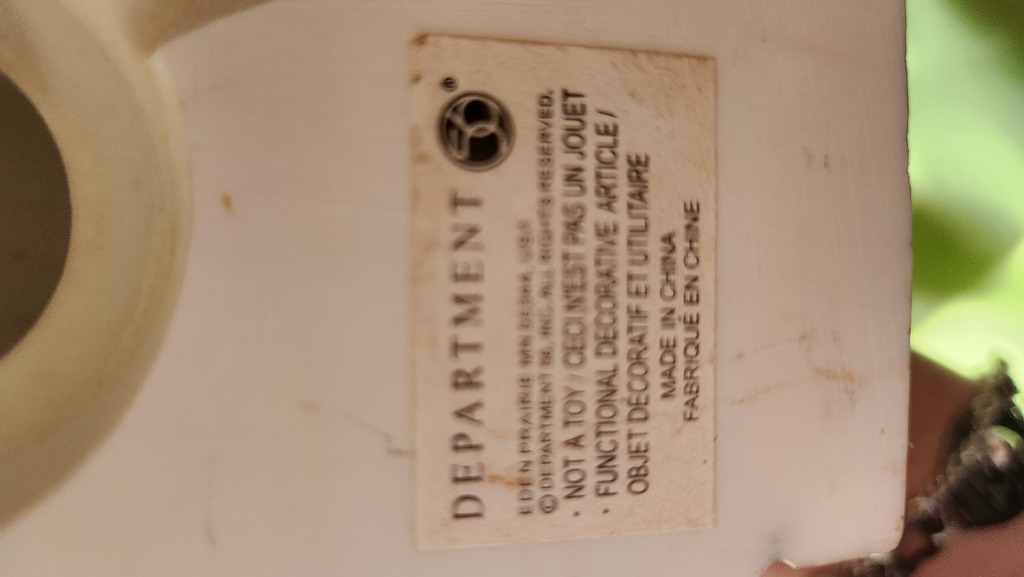 DEPARTMENT 56 ®
EDEN PRAIRIE MN USA
© DEPARTMENT 56, INC. ALL RIGHTS RESERVED.
· NOT A TOY / CECI N'EST PAS UN JOUET
· FUNCTIONAL DECORATIVE ARTICLE /
OBJET DÉCORATIF ET UTILITAIRE
MADE IN CHINA
FABRIQUÉ EN CHINE